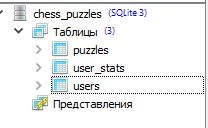 chess_puzzles (SQLite 3)
Таблицы (3)
puzzles
user_stats
users
Представления